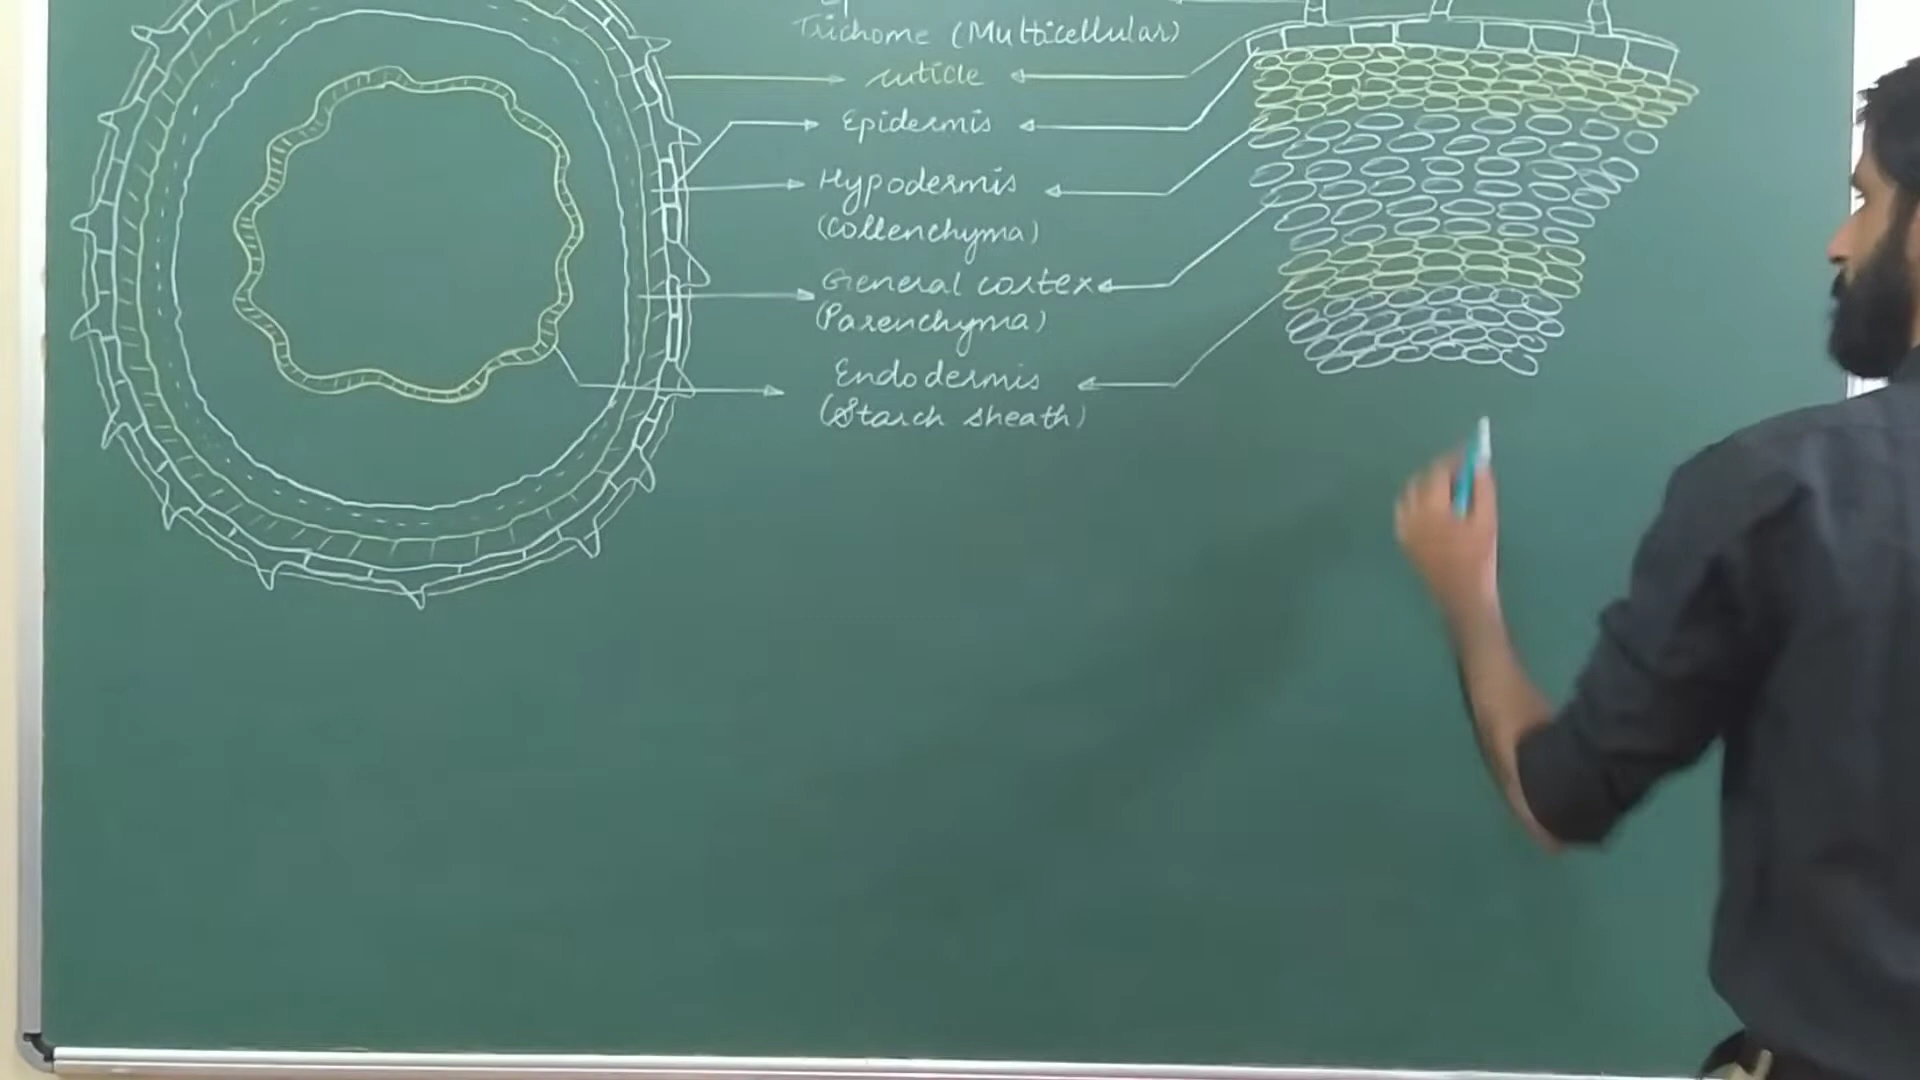 Trichome (Multicellular)
cuticle
Epidermis
Hypodermis
(Collenchyma)
General cortex
(Parenchyma)
Endodermis
(Starch sheath)